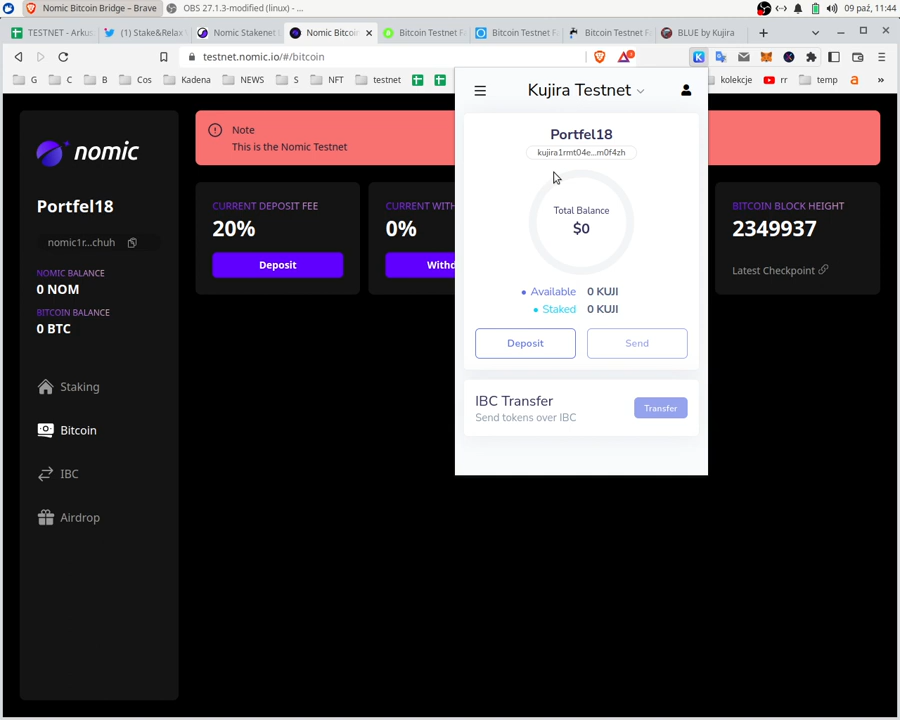 Nomic Bitcoin Bridge - Brave
OBS 27.1.3-modified (linux) - ...
09 paź, 11:44
TESTNET - Arkus
(1) Stake&Relax
Nomic Stakenet
Nomic Bitcoin
Bitcoin Testnet F
Bitcoin Testnet F
Bitcoin Testnet F
BLUE by Kujira
testnet.nomic.io/#/bitcoin
G
C
B
Cos
Kadena
NEWS
S
NFT
testnet
kolekcje
rr
temp
»
nomic
Portfel18
nomic1r...chuh
NOMIC BALANCE
0 NOM
BITCOIN BALANCE
0 BTC
Staking
Bitcoin
IBC
Airdrop
Note
This is the Nomic Testnet
CURRENT DEPOSIT FEE
20%
Deposit
CURRENT WITH
0%
Withd
BITCOIN BLOCK HEIGHT
2349937
Latest Checkpoint
Kujira Testnet
Portfel18
kujira1rmt04e...m0f4zh
Total Balance
$0
Available 0 KUJI
Staked 0 KUJI
Deposit
Send
IBC Transfer
Send tokens over IBC
Transfer